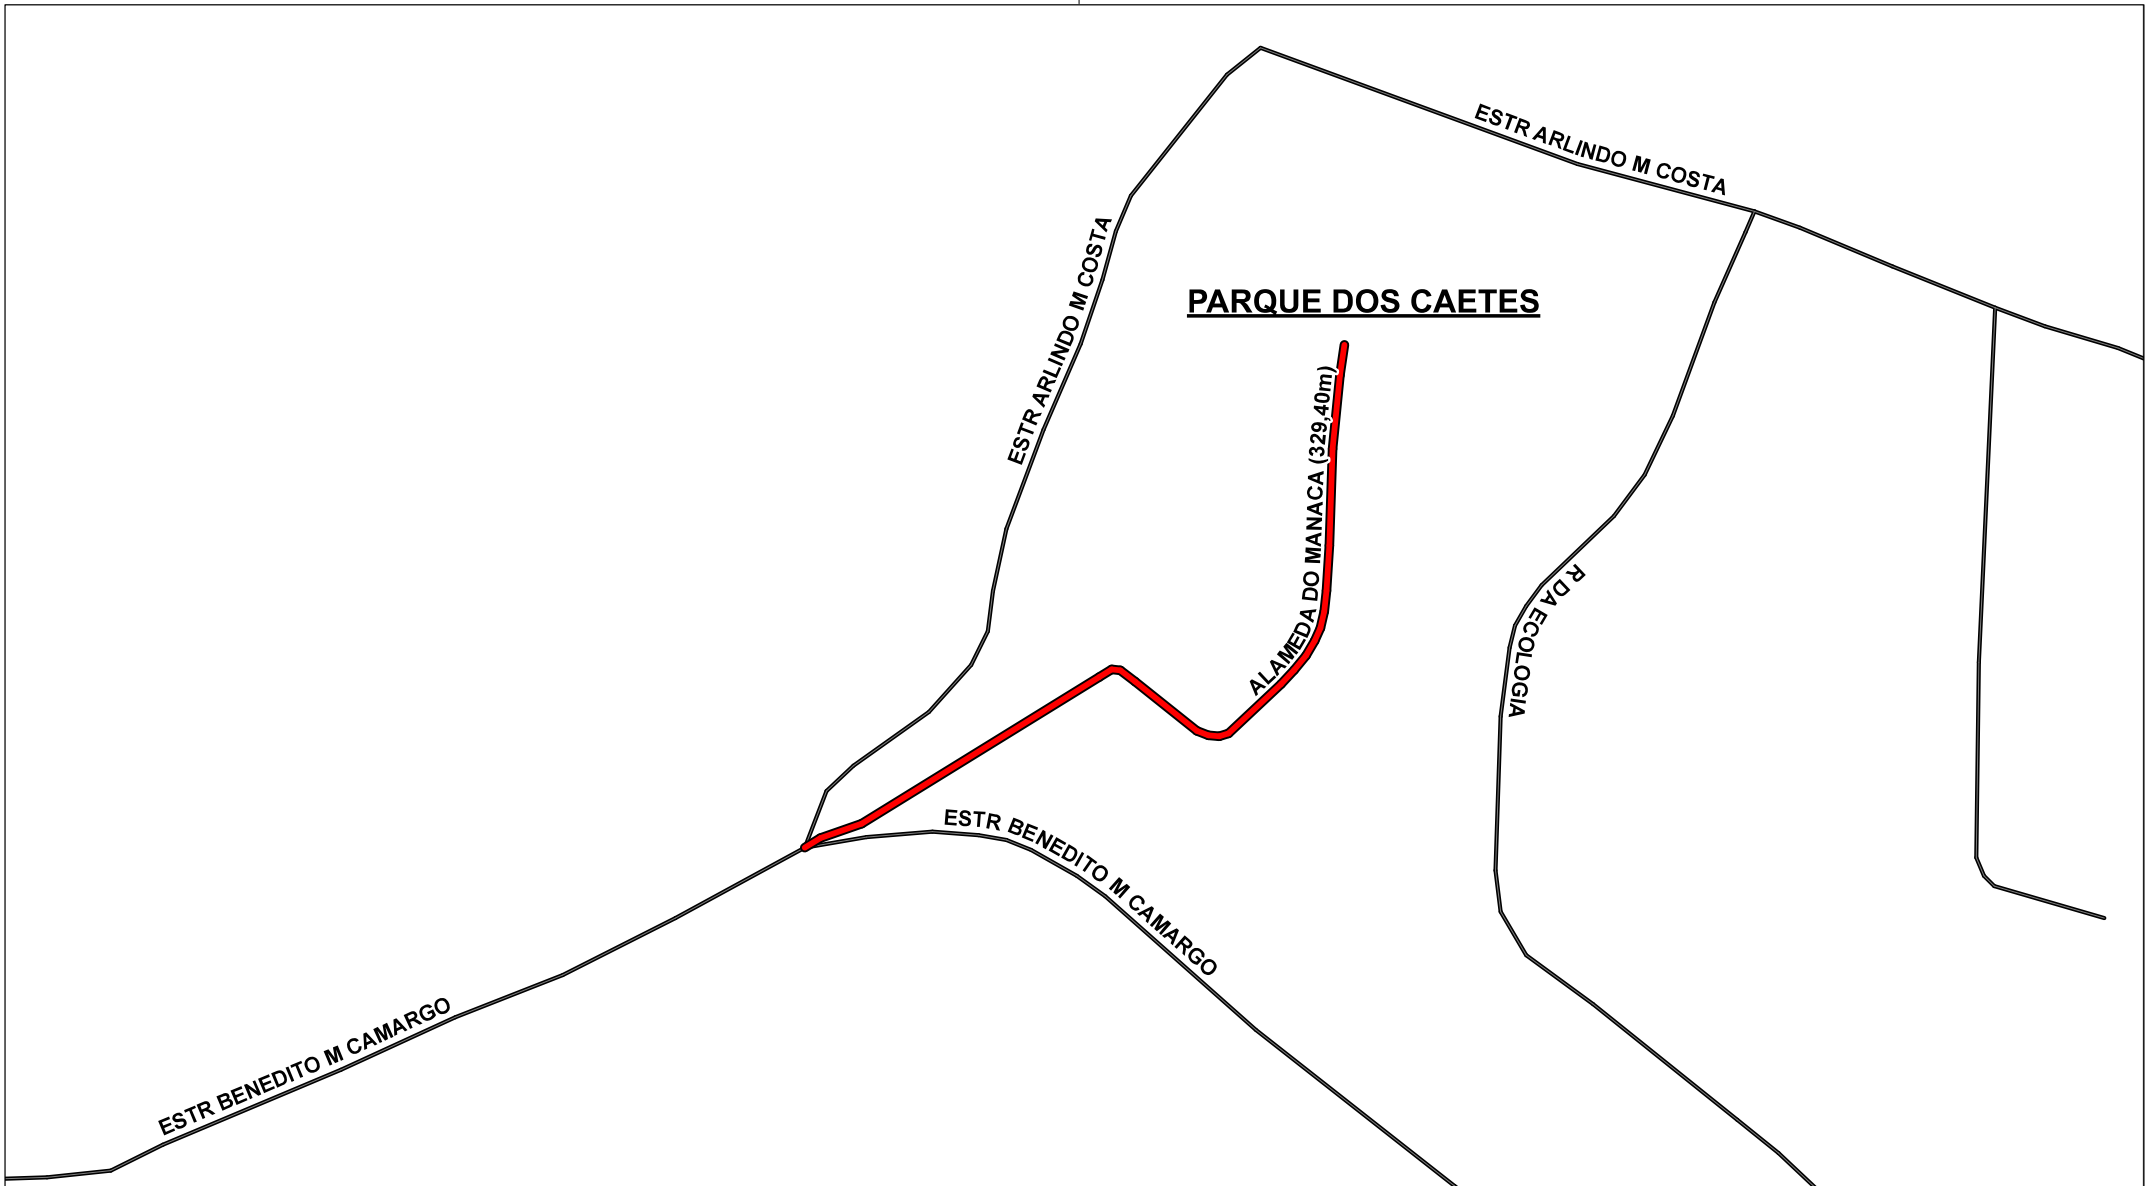 ESTR ARLINDO M COSTA
ESTR ARLINDO M COSTA
PARQUE DOS CAETES
ALAMEDA DO MANACA (329,40m)
R DA ECOLOGIA
ESTR BENEDITO M CAMARGO
ESTR BENEDITO M CAMARGO